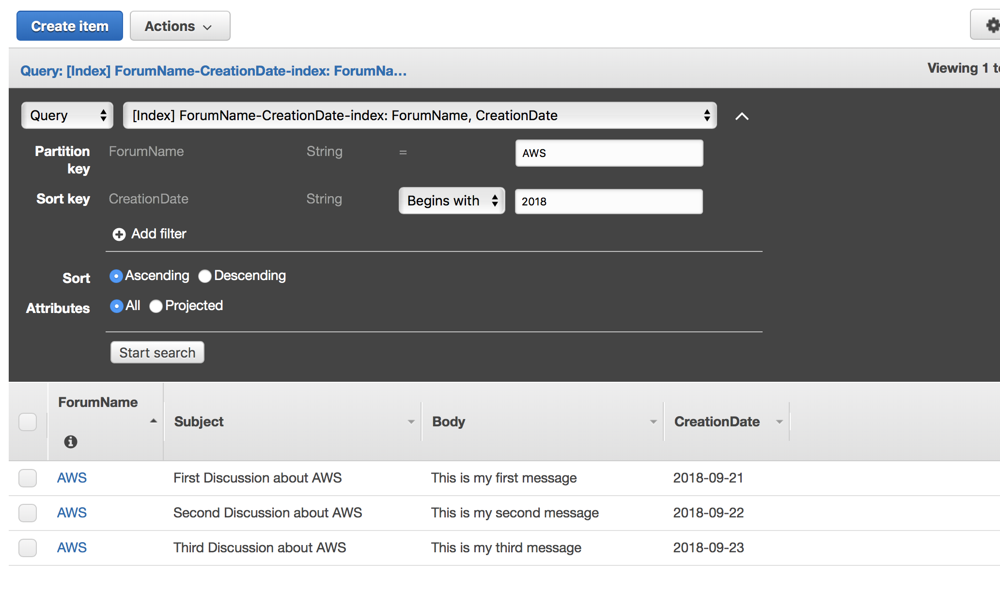 Create item Actions
Query: [Index] ForumName-CreationDate-index: ForumNa... Viewing 1
Query [Index] ForumName-CreationDate-index: ForumName, CreationDate
Partition key ForumName String = AWS
Sort key CreationDate String Begins with 2018
Add filter
Sort Ascending Descending
Attributes All Projected
Start search
ForumName Subject Body CreationDate
AWS First Discussion about AWS This is my first message 2018-09-21
AWS Second Discussion about AWS This is my second message 2018-09-22
AWS Third Discussion about AWS This is my third message 2018-09-23